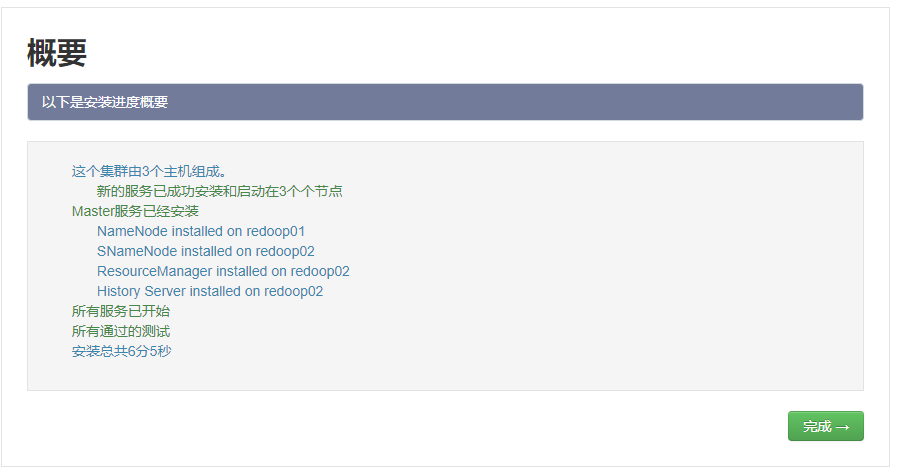 概要
以下是安装进度概要
这个集群由3个主机组成。
新的服务已成功安装和启动在3个个节点
Master服务已经安装
NameNode installed on redoop01
SNameNode installed on redoop02
ResourceManager installed on redoop02
History Server installed on redoop02
所有服务已开始
所有通过的测试
安装总共6分5秒
完成 →